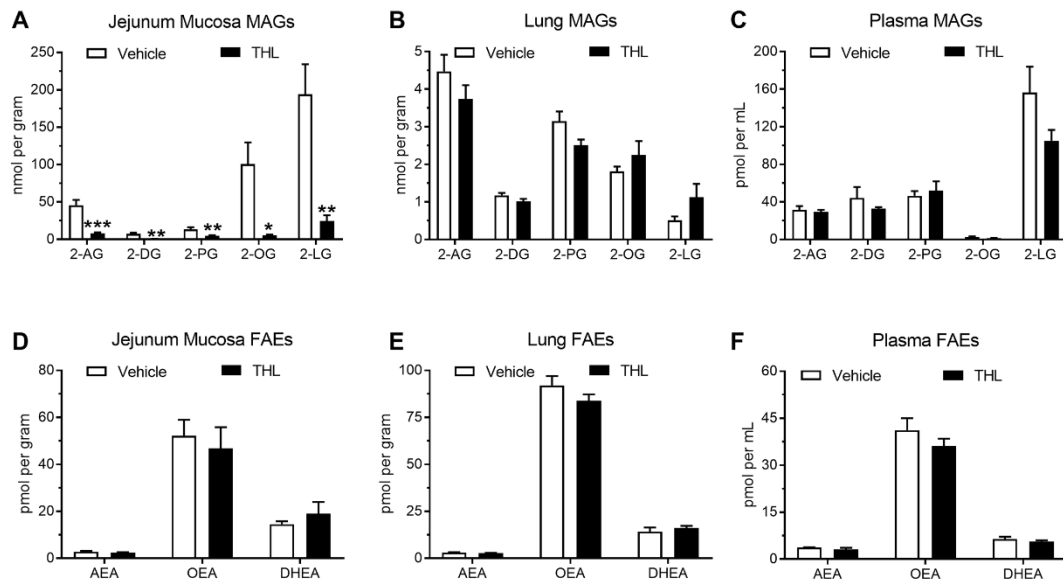 A Jejunum Mucosa MAGs
Vehicle THL
nmol per gram
250
200
150
100
50
0
*** ** ** * **
2-AG 2-DG 2-PG 2-OG 2-LG
B Lung MAGs
Vehicle THL
nmol per gram
5
4
3
2
1
0
2-AG 2-DG 2-PG 2-OG 2-LG
C Plasma MAGs
Vehicle THL
pmol per mL
200
160
120
80
40
0
2-AG 2-DG 2-PG 2-OG 2-LG
D Jejunum Mucosa FAEs
Vehicle THL
pmol per gram
80
60
40
20
0
AEA OEA DHEA
E Lung FAEs
Vehicle THL
pmol per gram
100
75
50
25
0
AEA OEA DHEA
F Plasma FAEs
Vehicle THL
pmol per mL
60
45
30
15
0
AEA OEA DHEA